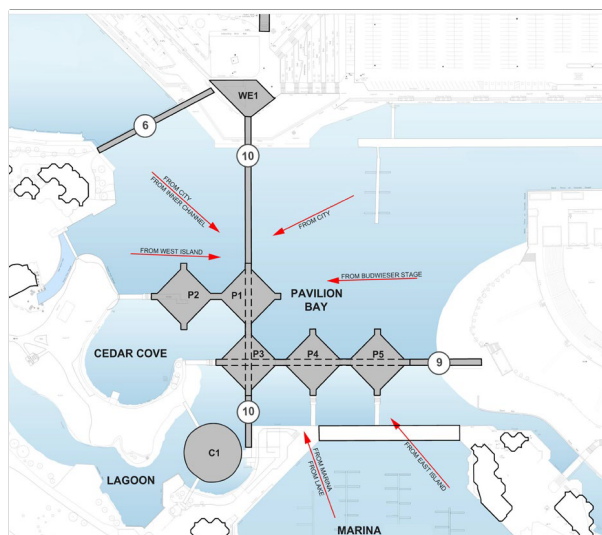 WE1
6
10
FROM CITY
FROM INNER CHANNEL
FROM CITY
FROM WEST ISLAND
FROM BUDWIESER STAGE
P2
P1
PAVILION
BAY
CEDAR COVE
P3
P4
P5
9
10
C1
FROM MARINA
FROM LAKE
FROM EAST ISLAND
LAGOON
MARINA